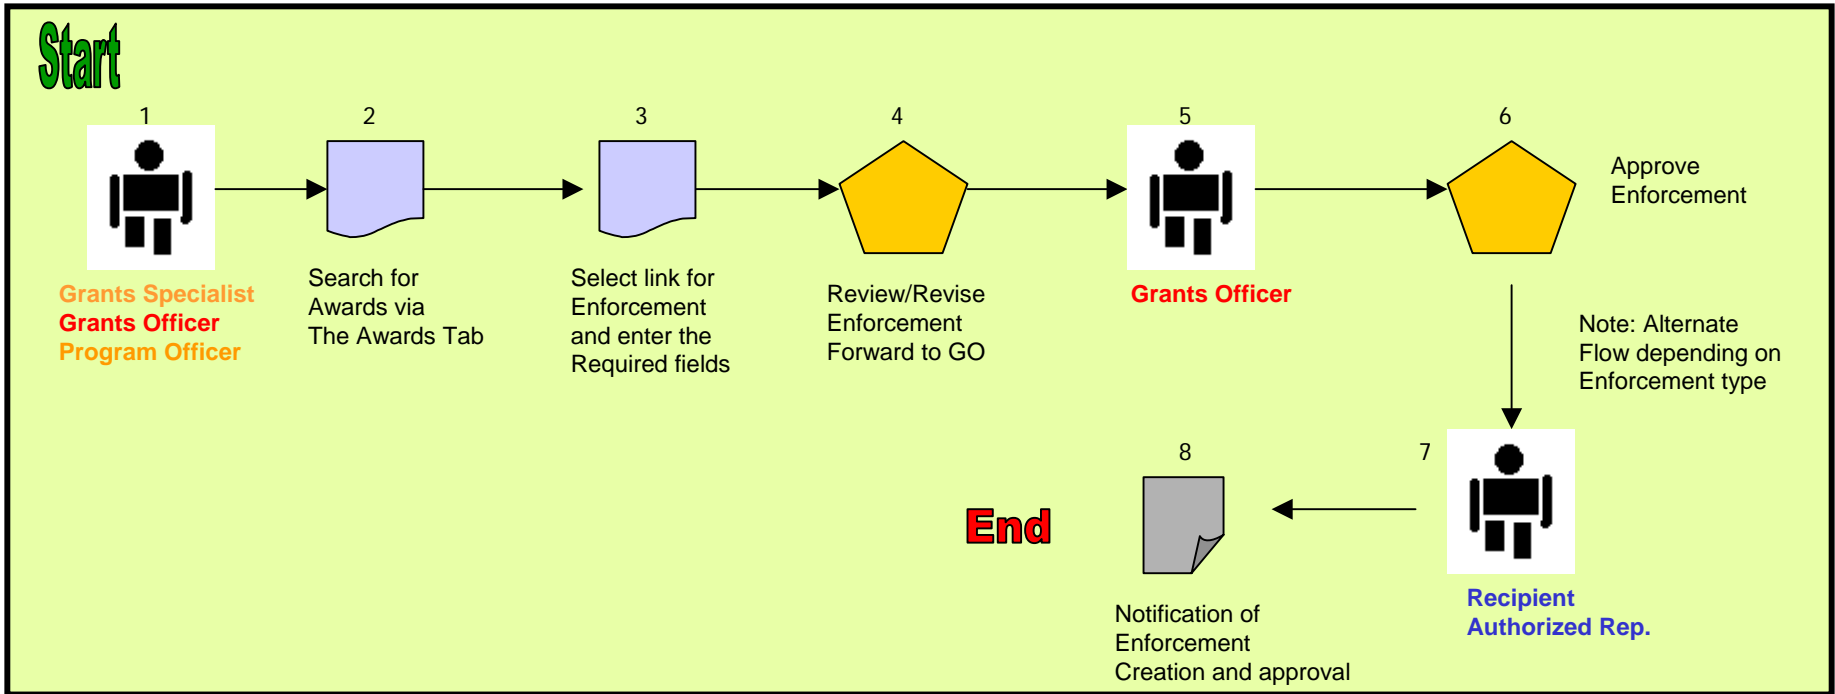 Start
1
2
3
4
5
6
Approve
Enforcement
Grants Specialist
Grants Officer
Program Officer
Search for
Awards via
The Awards Tab
Select link for
Enforcement
and enter the
Required fields
Review/Revise
Enforcement
Forward to GO
Grants Officer
Note: Alternate
Flow depending on
Enforcement type
7
Recipient
Authorized Rep.
8
Notification of
Enforcement
Creation and approval
End